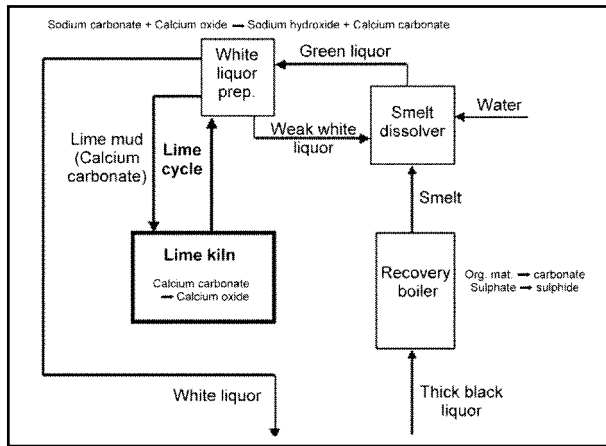 Sodium carbonate + Calcium oxide → Sodium hydroxide + Calcium carbonate
White
liquor
prep.
Green liquor
Smelt
dissolver
Water
Weak white
liquor
Lime mud
(Calcium
carbonate)
Lime
cycle
Smelt
Lime kiln
Calcium carbonate
→ Calcium oxide
Recovery
boiler
Org. mat. → carbonate
Sulphate → sulphide
White liquor
Thick black
liquor